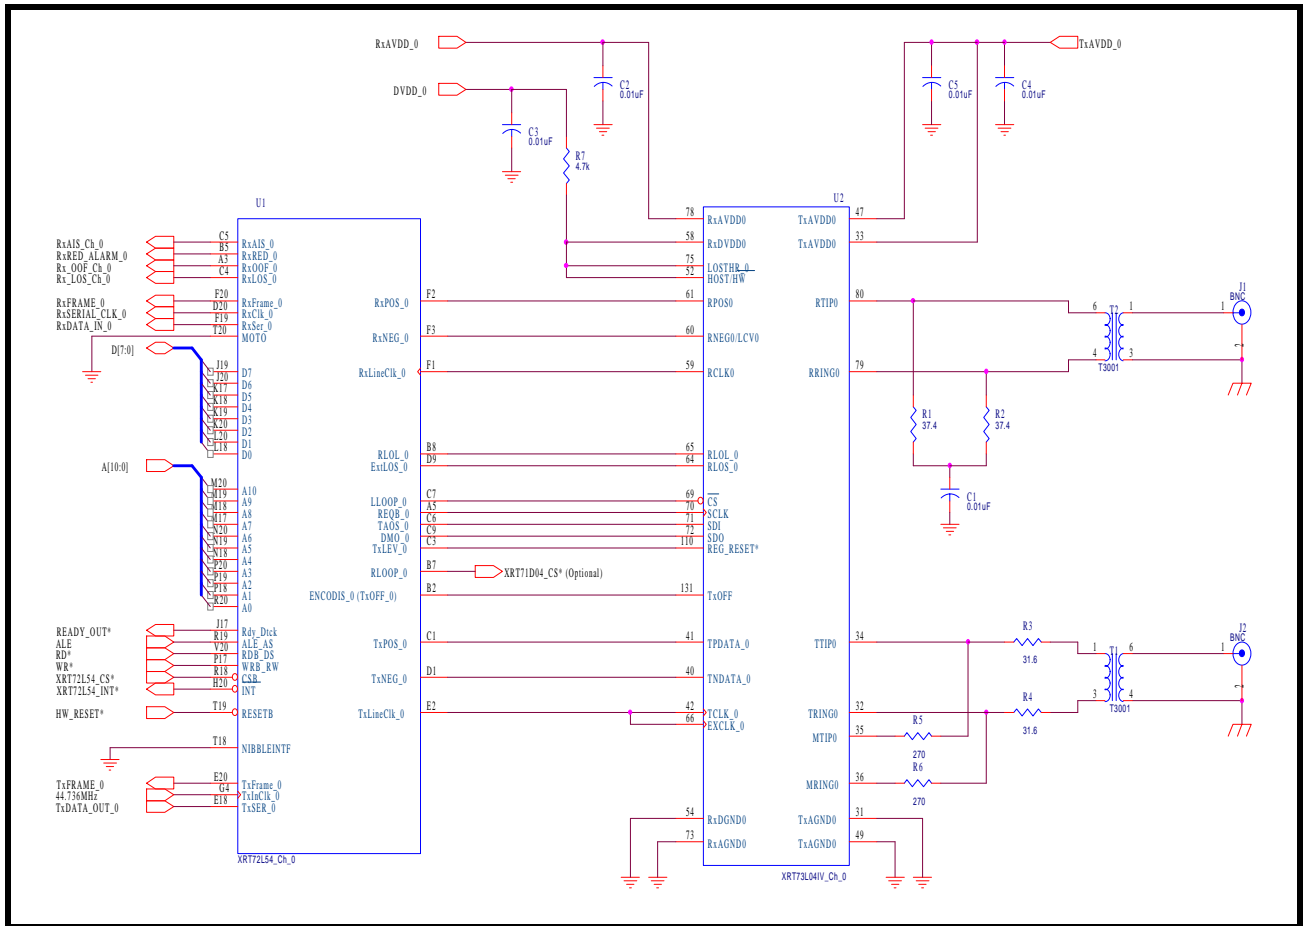 RxAVDD_0
TxAVDD_0
DVDD_0
C2
0.01uF
C5
0.01uF
C4
0.01uF
C3
0.01uF
R7
4.7k
U1
RxAIS_Ch_0
RxRED_ALARM_0
Rx_OOF_Ch_0
Rx_LOS_Ch_0
RxFRAME_0
RxSERIAL_CLK_0
RxDATA_IN_0
D[7:0]
A[10:0]
READY_OUT*
ALE
RD*
WR*
XRT72L54_CS*
XRT72L54_INT*
HW_RESET*
TxFRAME_0
44.736MHz
TxDATA_OUT_0
C5 RxAIS_0
B5 RxRED_0
A3 RxOOF_0
C4 RxLOS_0
F20 RxFrame_0
D20 RxClk_0
F19 RxSer_0
T20 MOTO
J19 D7
J20 D6
K17 D5
K18 D4
K19 D3
K20 D2
L20 D1
L18 D0
M20 A10
M19 A9
M18 A8
M17 A7
N20 A6
N19 A5
N18 A4
P20 A3
P19 A2
P18 A1
R20 A0
J17 Rdy_Dtck
R19 ALE_AS
V20 RDB_DS
P17 WRB_RW
R18 CSB
H20 INT
T19 RESETB
T18 NIBBLEINTF
E20 TxFrame_0
G4 TxInClk_0
E18 TxSER_0
RxPOS_0 F2
RxNEG_0 F3
RxLineClk_0 F1
RLOL_0 B8
ExtLOS_0 D9
LLOOP_0 C7
REQB_0 A5
TAOS_0 C6
DMO_0 C9
TxLEV_0 C3
RLOOP_0 B7
XRT71D04_CS* (Optional)
ENCODIS_0 (TxOFF_0) B2
TxPOS_0 C1
TxNEG_0 D1
TxLineClk_0 E2
XRT72L54_Ch_0
U2
78 RxAVDD0
58 RxDVDD0
75 LOSTHR_0
52 HOST/HW
61 RPOS0
60 RNEG0/LCV0
59 RCLK0
65 RLOL_0
64 RLOS_0
69 CS
70 SCLK
71 SDI
72 SDO
110 REG_RESET*
131 TxOFF
41 TPDATA_0
40 TNDATA_0
42 TCLK_0
66 EXCLK_0
54 RxDGND0
73 RxAGND0
TxAVDD0 47
TxAVDD0 33
RTIP0 80
RRING0 79
TTIP0 34
TRING0 32
MTIP0 35
MRING0 36
TxAGND0 31
TxAGND0 49
XRT73L04IV_Ch_0
R1
37.4
R2
37.4
C1
0.01uF
6 T2 1
4 3
T3001
J1
BNC
1
2
R3
31.6
R4
31.6
R5
270
R6
270
1 T1 6
3 4
T3001
J2
BNC
1
2